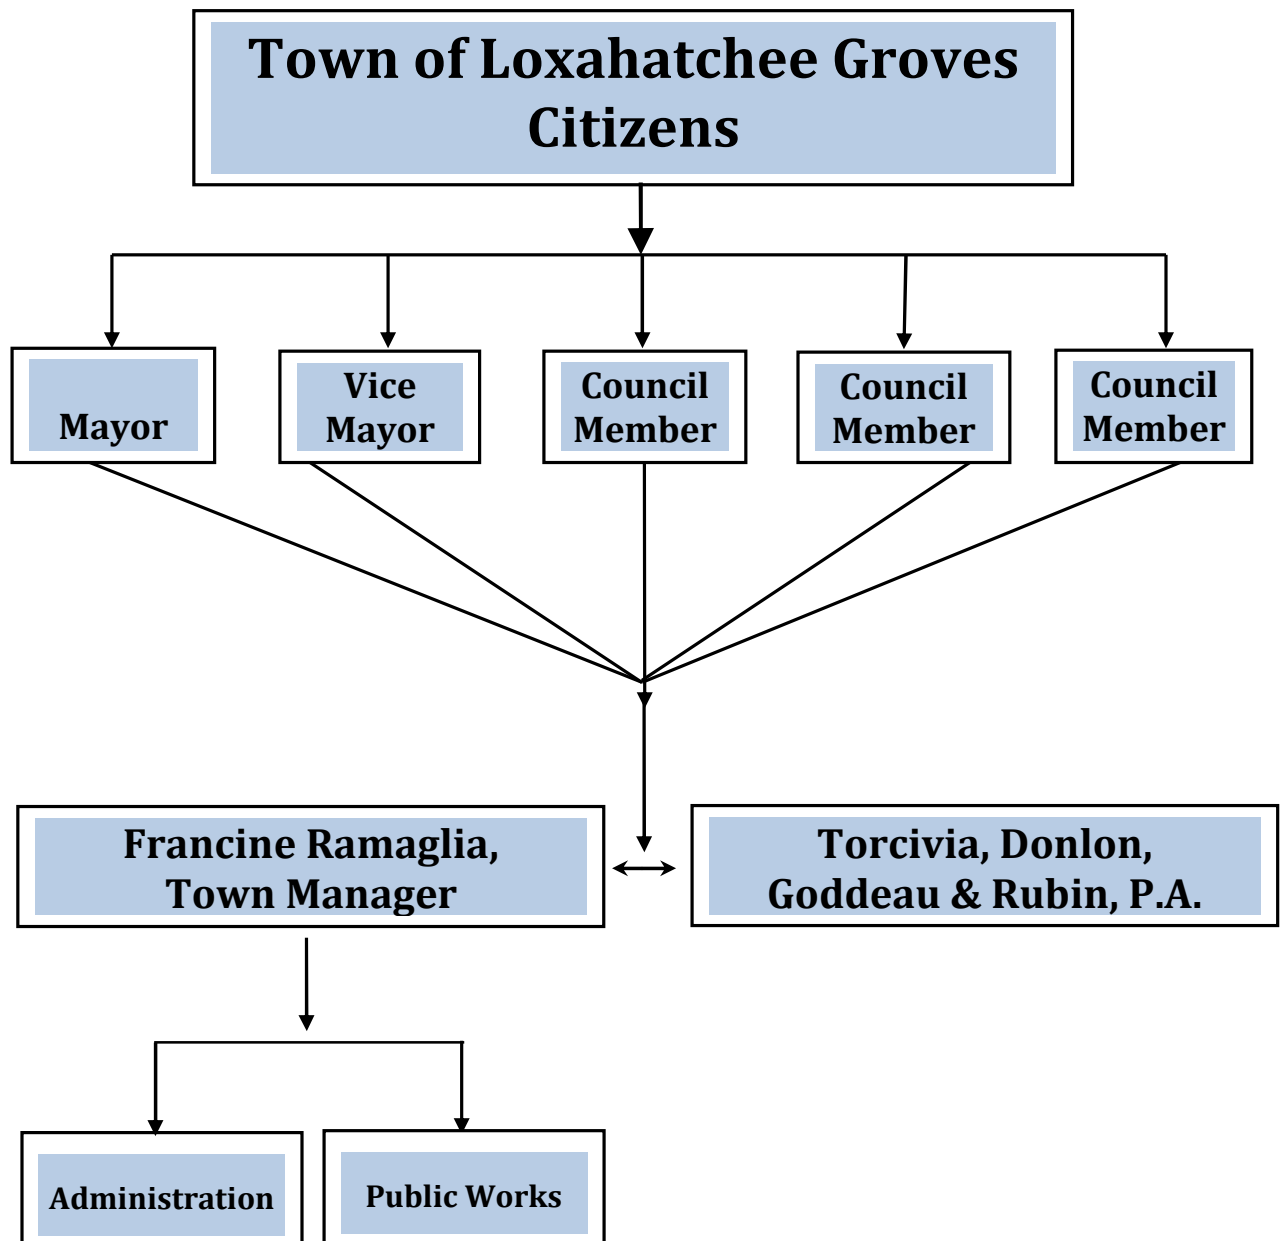 Town of Loxahatchee Groves
Citizens
Mayor
Vice
Mayor
Council
Member
Council
Member
Council
Member
Francine Ramaglia,
Town Manager
Torcivia, Donlon,
Goddeau & Rubin, P.A.
Administration
Public Works